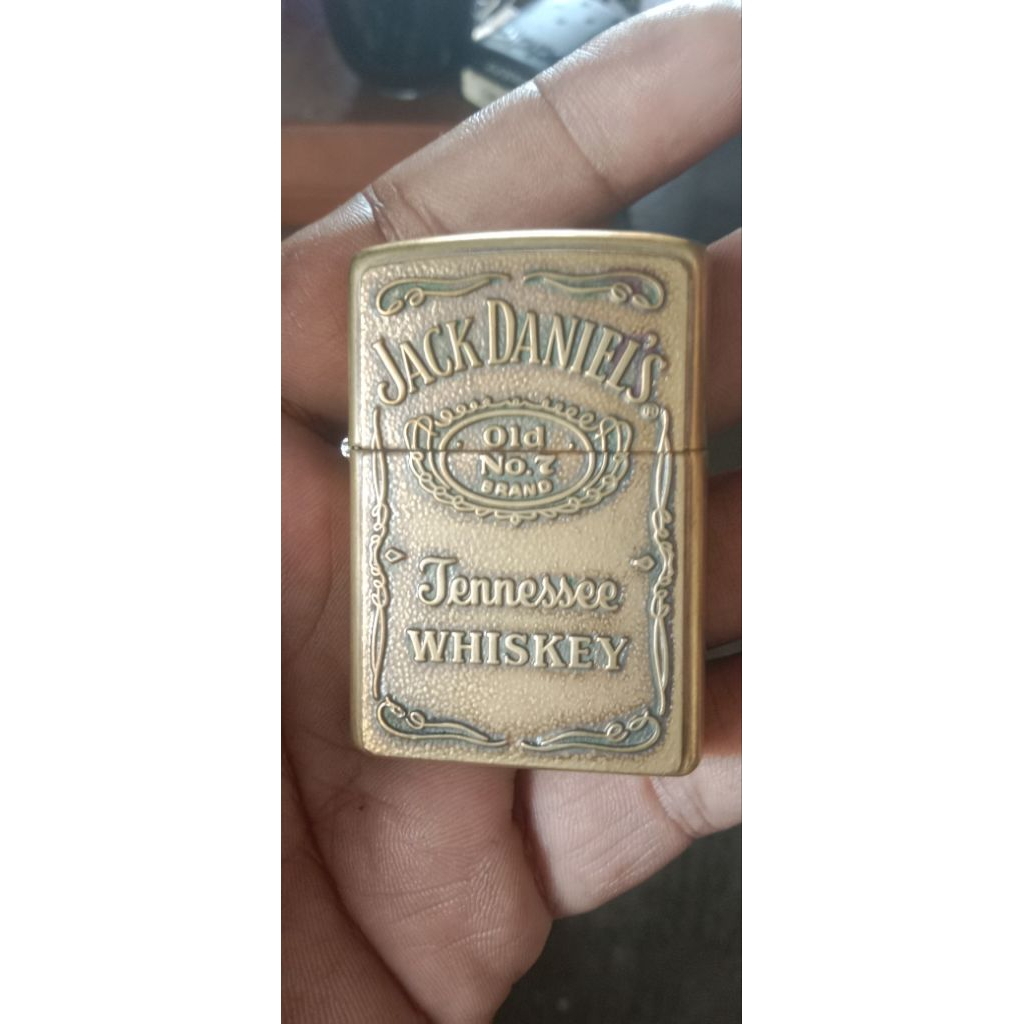 JACK DANIEL'S ®
Old
No. 7
BRAND
Tennessee
WHISKEY